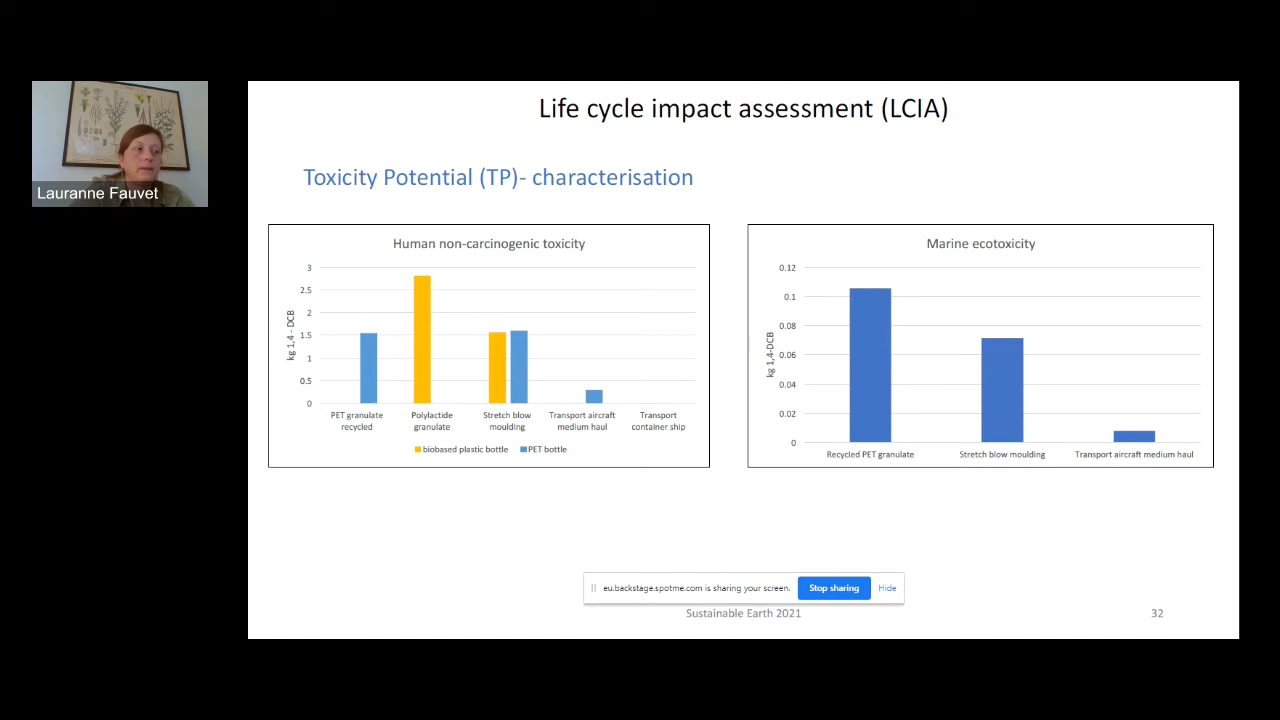 Life cycle impact assessment (LCIA)
Toxicity Potential (TP)- characterisation
Lauranne Fauvet
Human non-carcinogenic toxicity
kg 1,4 - DCB
3
2.5
2
1.5
1
0.5
0
PET granulate
recycled
Polylactide
granulate
Stretch blow
moulding
Transport aircraft
medium haul
Transport
container ship
biobased plastic bottle
PET bottle
Marine ecotoxicity
kg 1,4-DCB
0.12
0.1
0.08
0.06
0.04
0.02
0
Recycled PET granulate
Stretch blow moulding
Transport aircraft medium haul
eu.backstage.spotme.com is sharing your screen.
Stop sharing
Hide
Sustainable Earth 2021
32